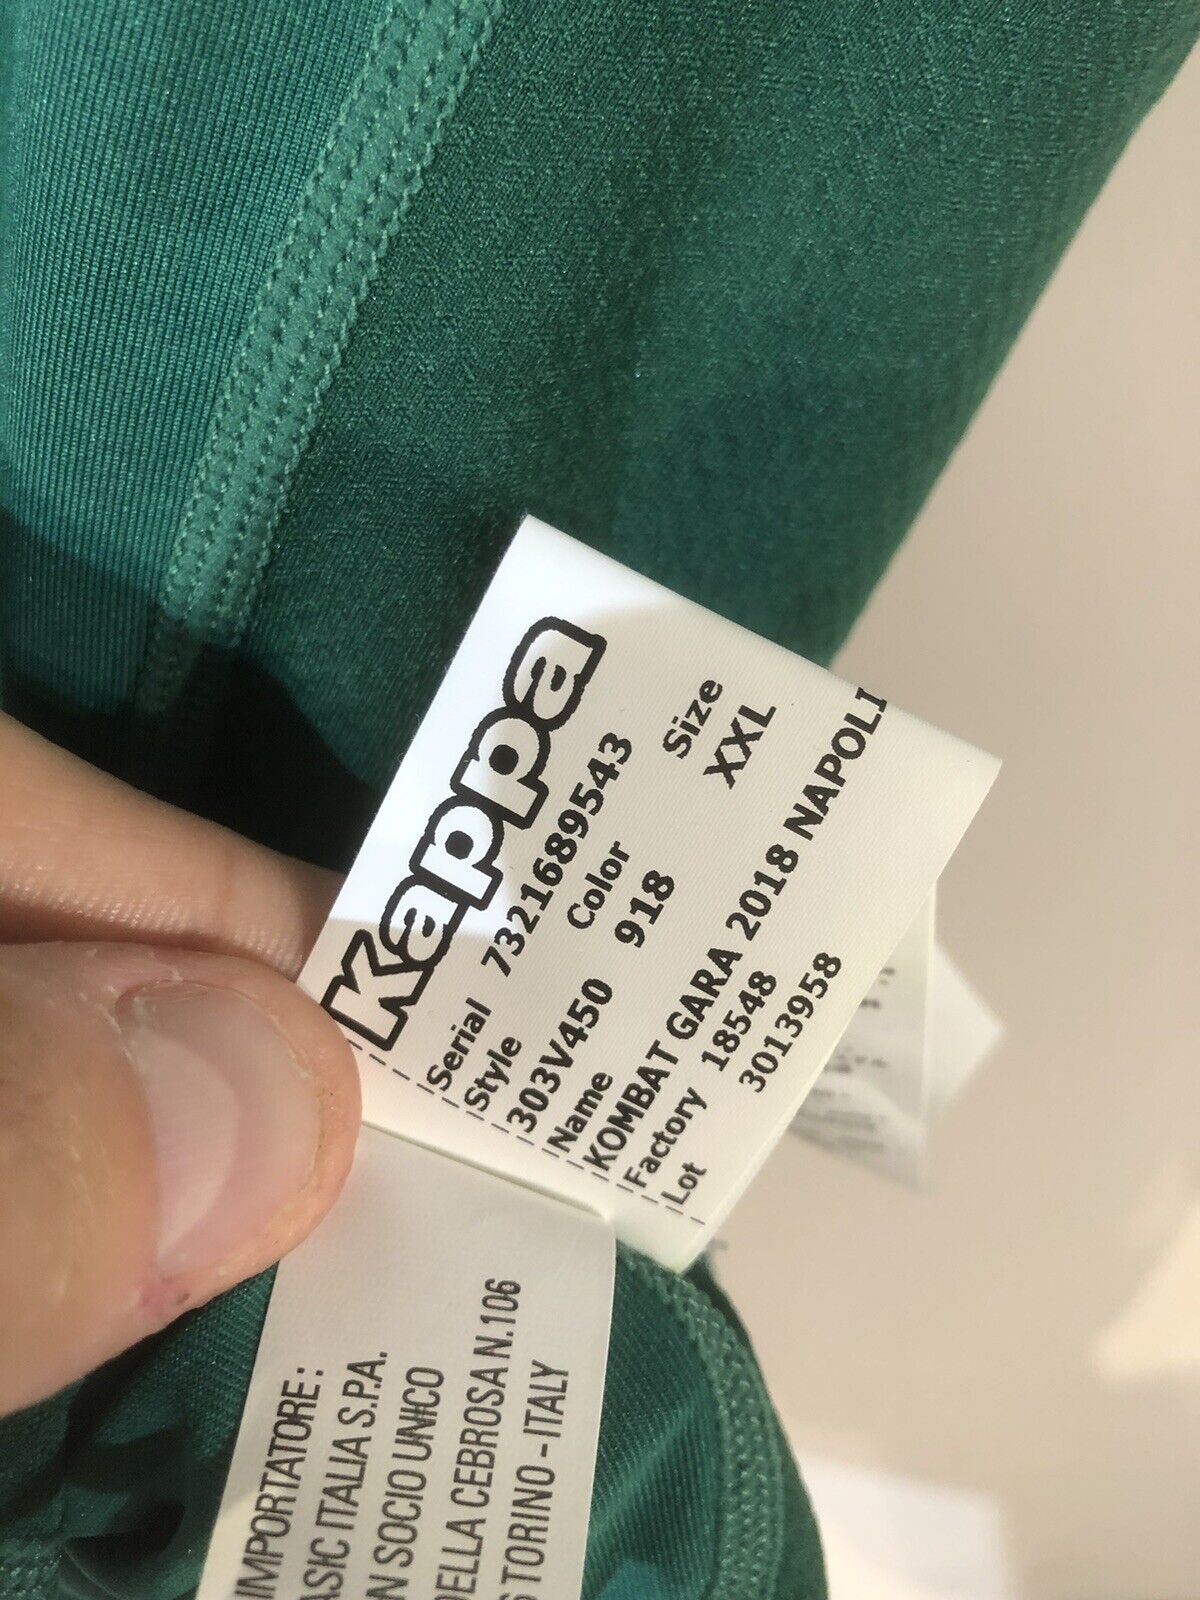 Kappa
Serial 7321689543
Style Color Size
303V450 918 XXL
Name
KOMBAT GARA 2018 NAPOLI
Factory 18548
Lot 3013958
IMPORTATORE:
ASIC ITALIA S.P.A.
N SOCIO UNICO
DELLA CEBROSA N.106
TORINO - ITALY